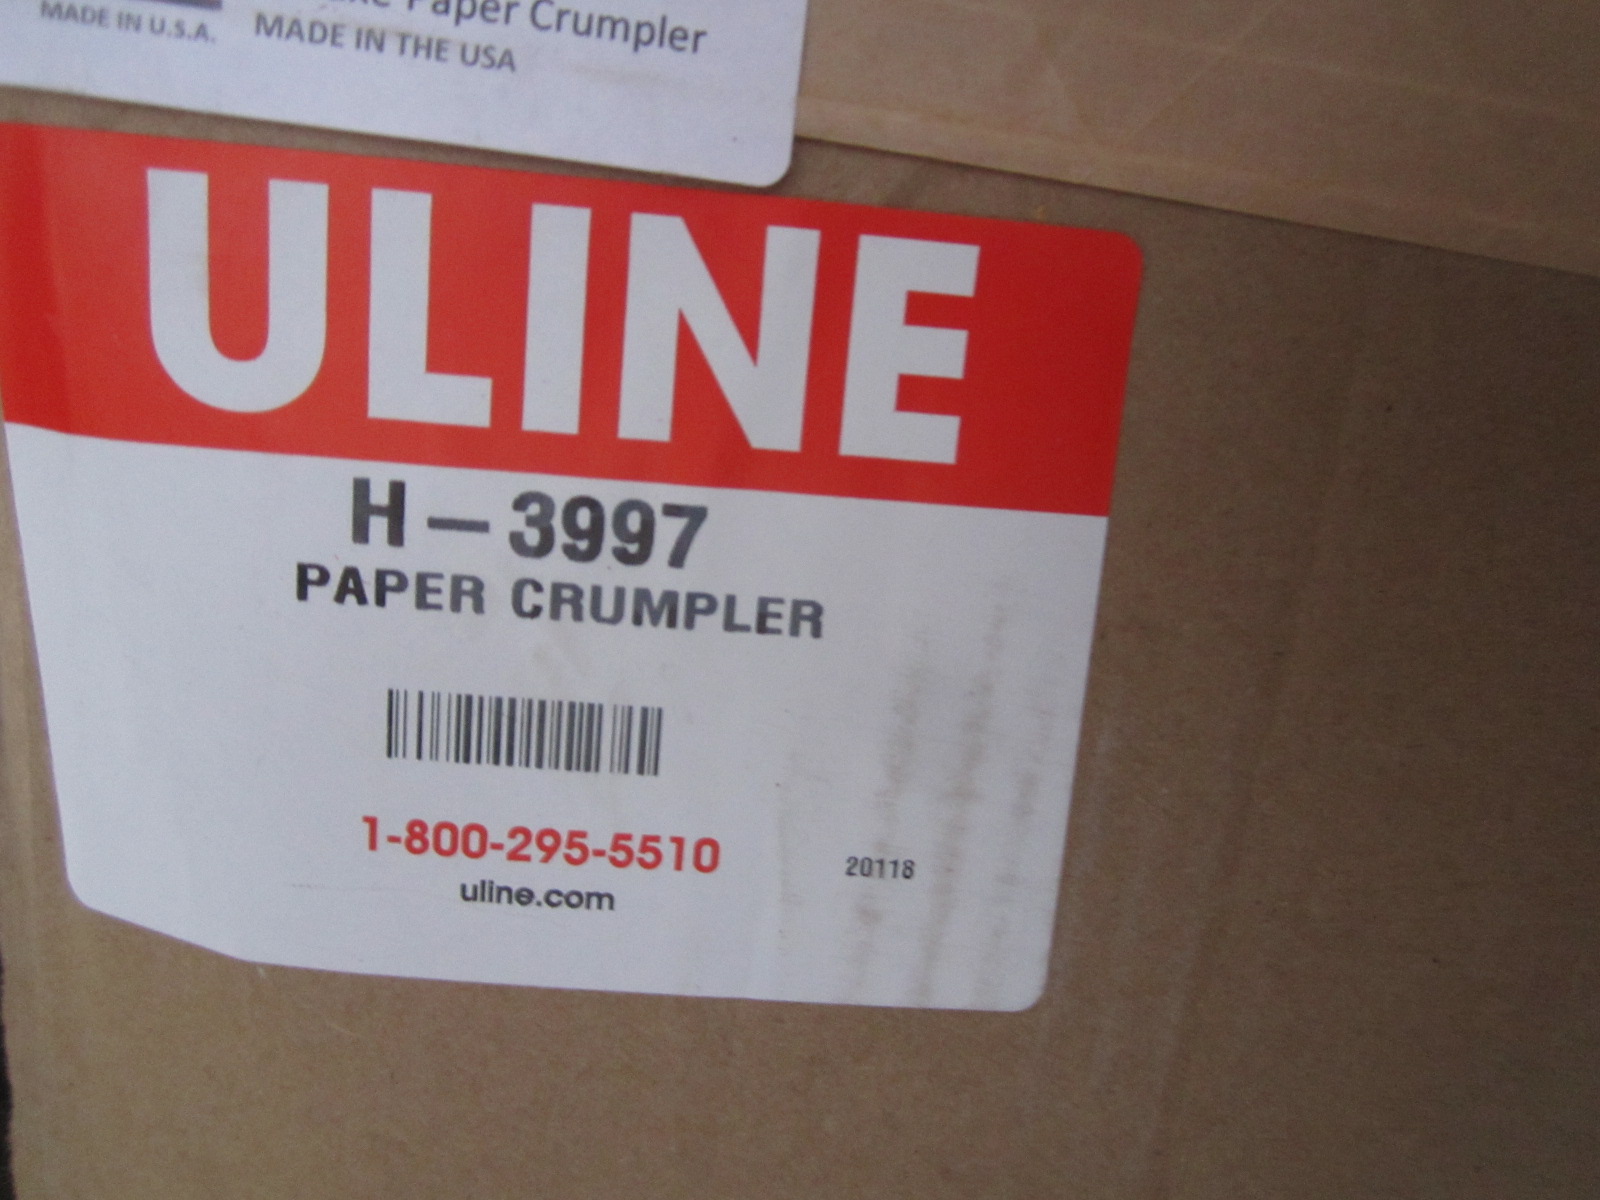 Paper Crumpler
MADE IN U.S.A.
MADE IN THE USA
ULINE
H-3997
PAPER CRUMPLER
1-800-295-5510
20118
uline.com